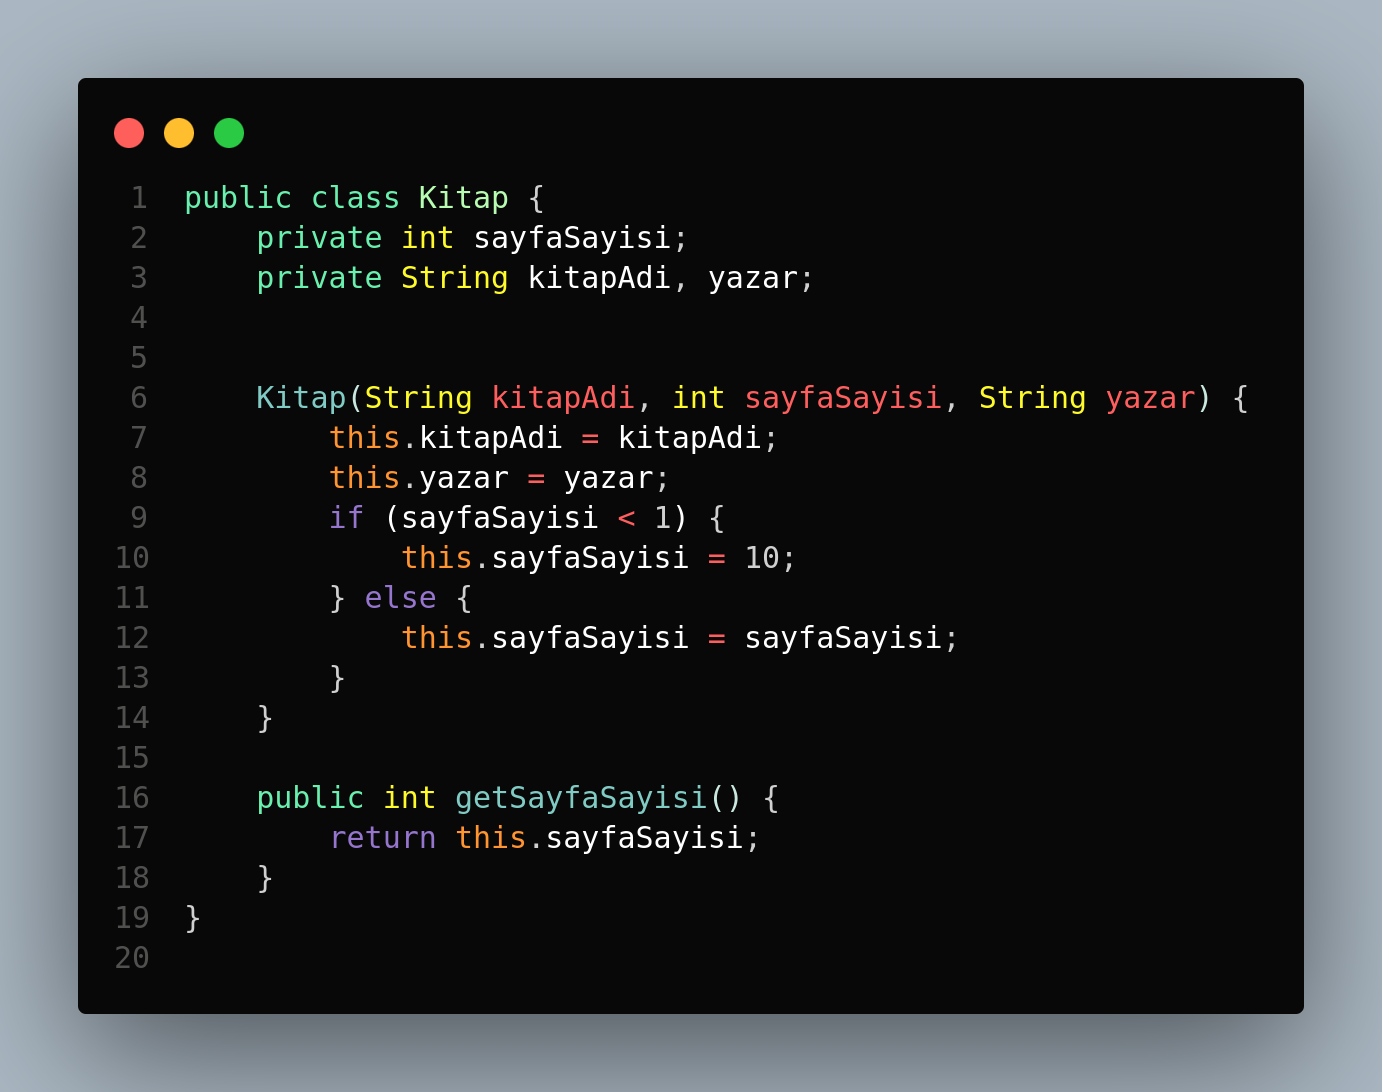 1 public class Kitap {
2     private int sayfaSayisi;
3     private String kitapAdi, yazar;
4
5
6     Kitap(String kitapAdi, int sayfaSayisi, String yazar) {
7         this.kitapAdi = kitapAdi;
8         this.yazar = yazar;
9         if (sayfaSayisi < 1) {
10             this.sayfaSayisi = 10;
11         } else {
12             this.sayfaSayisi = sayfaSayisi;
13         }
14     }
15
16     public int getSayfaSayisi() {
17         return this.sayfaSayisi;
18     }
19 }
20